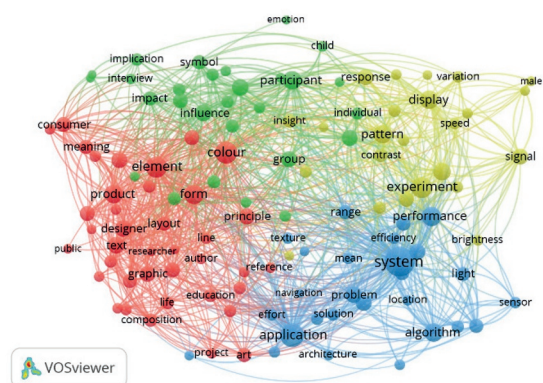 emotion
child
implication
symbol
interview
participant
response
variation
male
impact
display
influence
insight
individual
speed
consumer
pattern
meaning
colour
contrast
signal
element
group
experiment
product
form
principle
range
performance
designer
layout
line
texture
efficiency
brightness
text
public
researcher
author
mean
system
graphic
reference
light
life
education
navigation
problem
location
sensor
composition
effort
solution
application
algorithm
project
art
architecture
VOSviewer